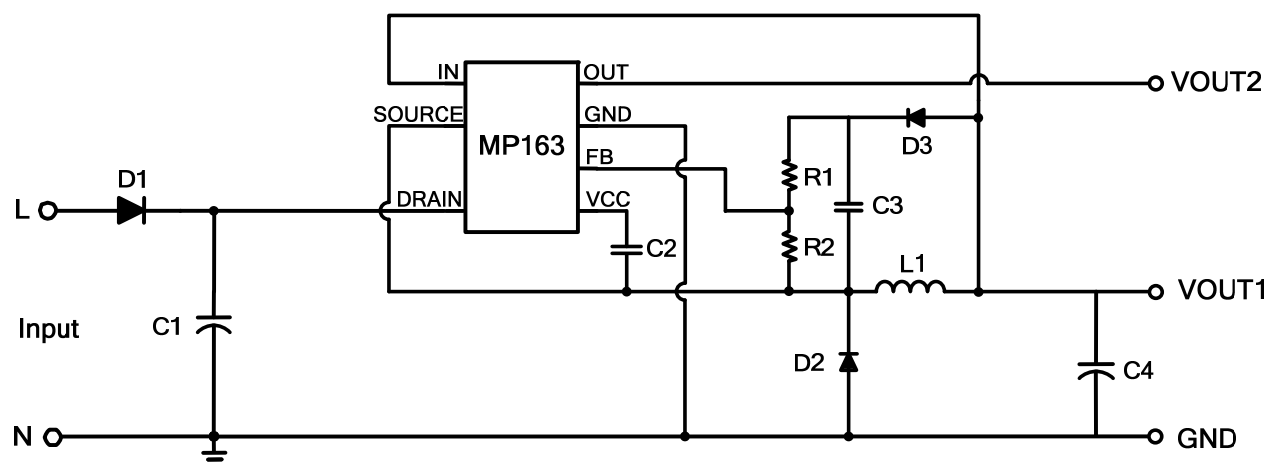 IN
OUT
VOUT2
SOURCE
GND
MP163
D3
FB
D1
R1
L
DRAIN
VCC
C3
C2
R2
L1
VOUT1
Input
C1
D2
C4
N
GND